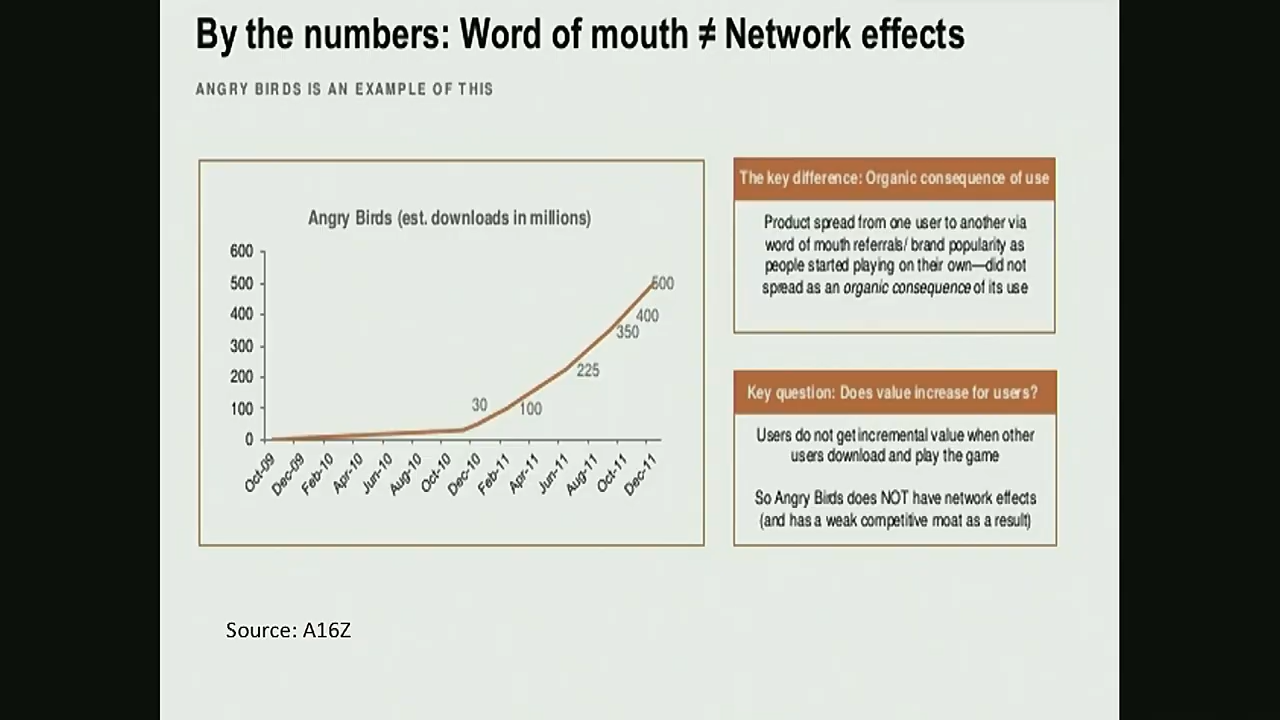 By the numbers: Word of mouth ≠ Network effects
ANGRY BIRDS IS AN EXAMPLE OF THIS
Angry Birds (est. downloads in millions)
600
500
400
300
200
100
0
30
100
225
350
400
500
Oct-09
Dec-09
Feb-10
Apr-10
Jun-10
Aug-10
Oct-10
Dec-10
Feb-11
Apr-11
Jun-11
Aug-11
Oct-11
Dec-11
The key difference: Organic consequence of use
Product spread from one user to another via
word of mouth referrals/ brand popularity as
people started playing on their own—did not
spread as an organic consequence of its use
Key question: Does value increase for users?
Users do not get incremental value when other
users download and play the game
So Angry Birds does NOT have network effects
(and has a weak competitive moat as a result)
Source: A16Z